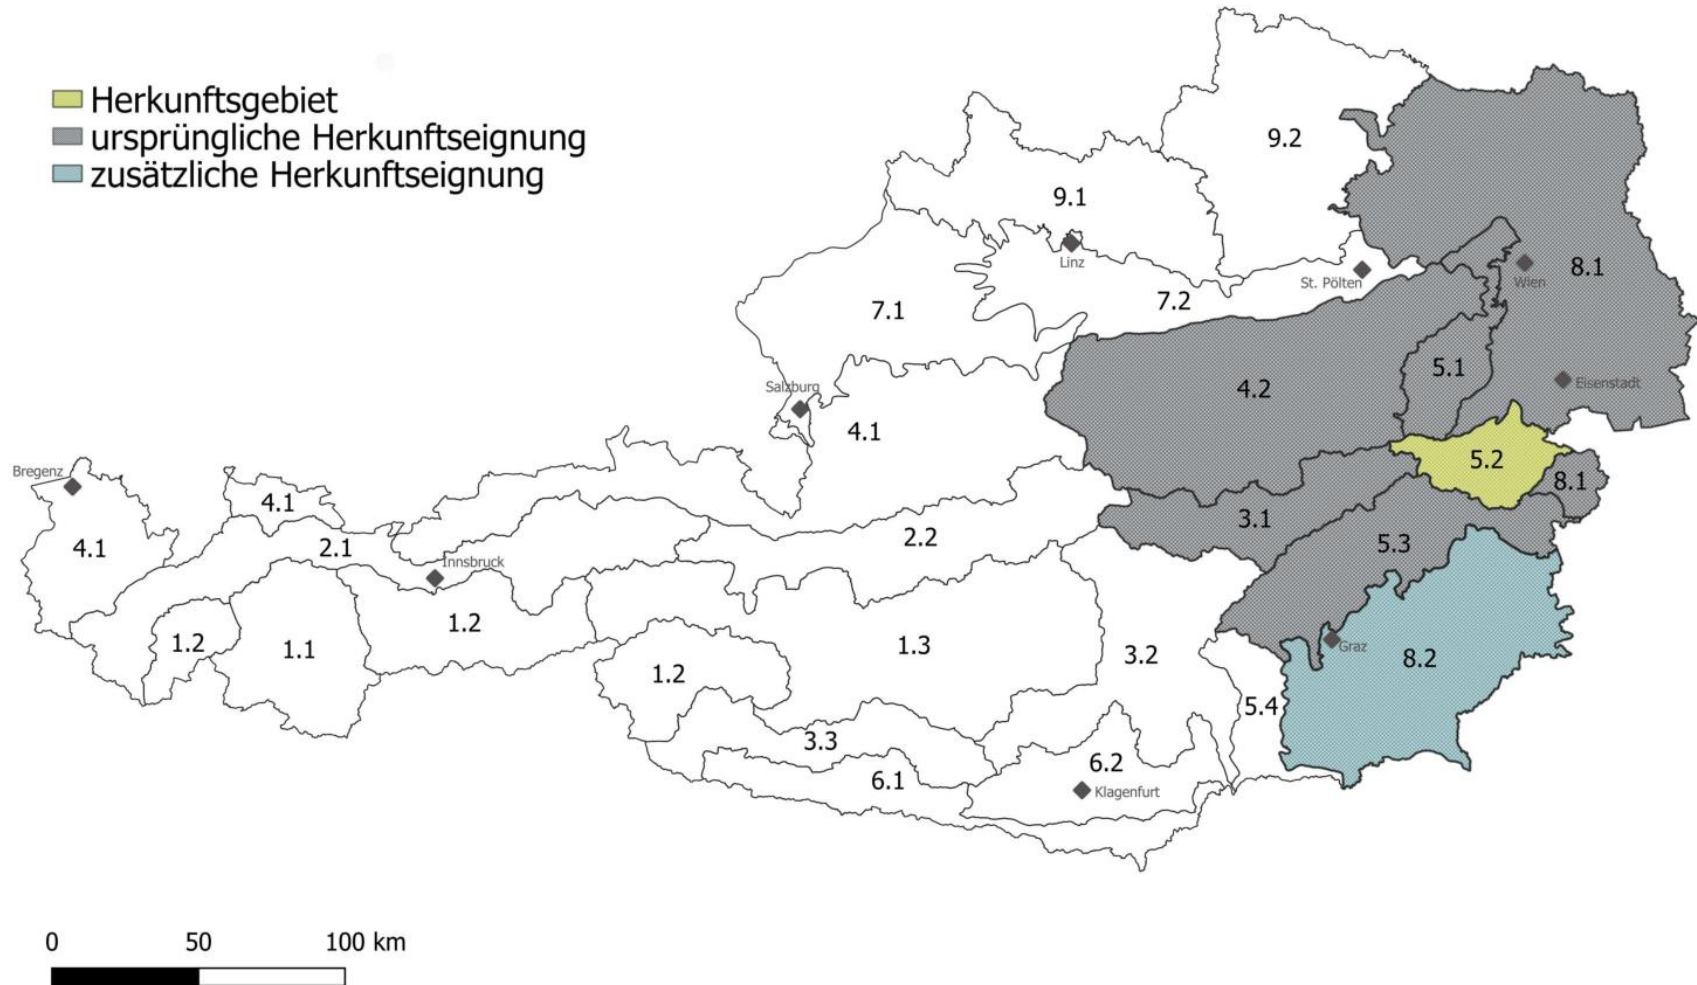 Herkunftsgebiet
ursprüngliche Herkunftseignung
zusätzliche Herkunftseignung
9.2
9.1
Linz
St. Pölten
Wien
8.1
7.2
7.1
5.1
4.2
Eisenstadt
Salzburg
4.1
5.2
8.1
Bregenz
4.1
4.1
2.1
Innsbruck
2.2
3.1
5.3
1.2
1.1
1.2
1.2
1.3
3.2
Graz
8.2
5.4
3.3
6.1
6.2
Klagenfurt
0 50 100 km